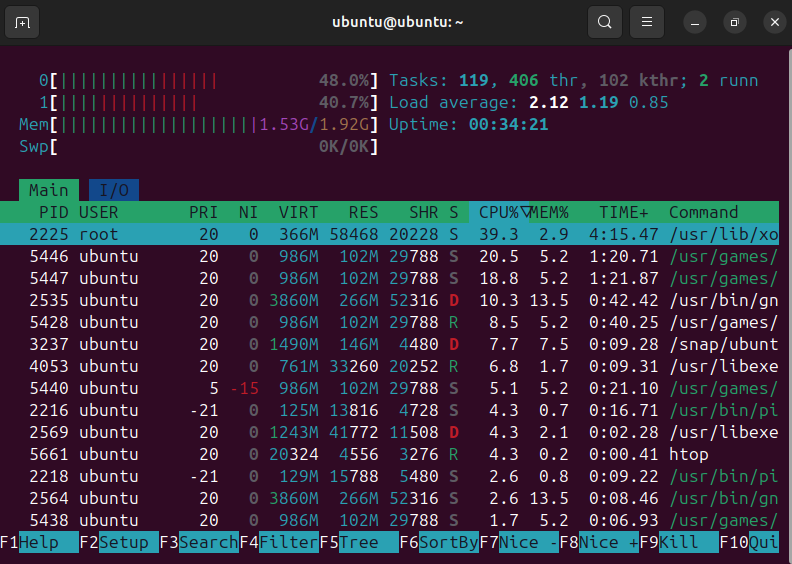 ubuntu@ubuntu: ~
0[||||||||||||||||          48.0%] Tasks: 119, 406 thr, 102 kthr; 2 runn
1[||||||||||||||            40.7%] Load average: 2.12 1.19 0.85
Mem[||||||||||||||||||||1.53G/1.92G] Uptime: 00:34:21
Swp[                         0K/0K]
Main I/O
PID USER PRI NI VIRT RES SHR S CPU%▽MEM% TIME+ Command
2225 root 20 0 366M 58468 20228 S 39.3 2.9 4:15.47 /usr/lib/xo
5446 ubuntu 20 0 986M 102M 29788 S 20.5 5.2 1:20.71 /usr/games/
5447 ubuntu 20 0 986M 102M 29788 S 18.8 5.2 1:21.87 /usr/games/
2535 ubuntu 20 0 3860M 266M 52316 D 10.3 13.5 0:42.42 /usr/bin/gn
5428 ubuntu 20 0 986M 102M 29788 R 8.5 5.2 0:40.25 /usr/games/
3237 ubuntu 20 0 1490M 146M 4480 D 7.7 7.5 0:09.28 /snap/ubunt
4053 ubuntu 20 0 761M 33260 20252 R 6.8 1.7 0:09.31 /usr/libexe
5440 ubuntu 5 -15 986M 102M 29788 S 5.1 5.2 0:21.10 /usr/games/
2216 ubuntu -21 0 125M 13816 4728 S 4.3 0.7 0:16.71 /usr/bin/pi
2569 ubuntu 20 0 1243M 41772 11508 D 4.3 2.1 0:02.28 /usr/libexe
5661 ubuntu 20 0 20324 4556 3276 R 4.3 0.2 0:00.41 htop
2218 ubuntu -21 0 129M 15788 5480 S 2.6 0.8 0:09.22 /usr/bin/pi
2564 ubuntu 20 0 3860M 266M 52316 S 2.6 13.5 0:08.46 /usr/bin/gn
5438 ubuntu 20 0 986M 102M 29788 S 1.7 5.2 0:06.93 /usr/games/
F1Help F2Setup F3SearchF4FilterF5Tree F6SortByF7Nice -F8Nice +F9Kill F10Qui